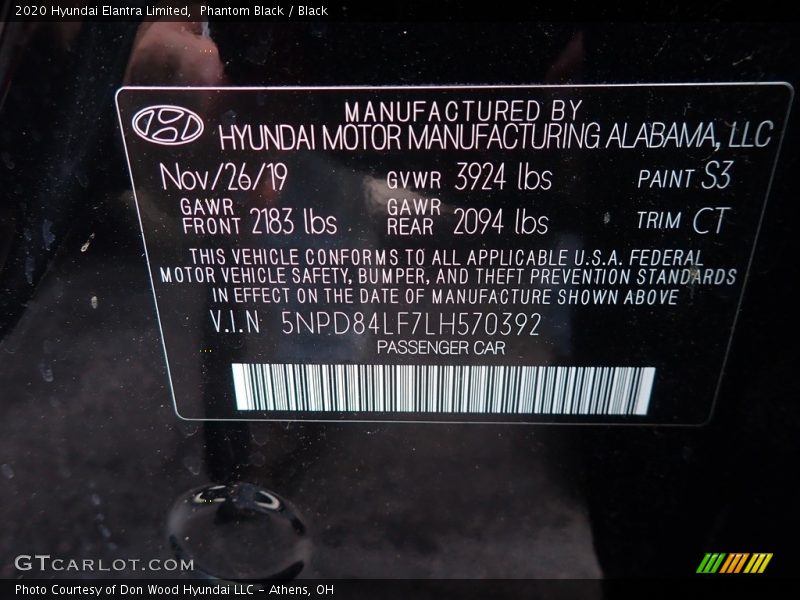 2020 Hyundai Elantra Limited, Phantom Black / Black
MANUFACTURED BY
HYUNDAI MOTOR MANUFACTURING ALABAMA, LLC
Nov/26/19 GVWR 3924 lbs PAINT S3
GAWR FRONT 2183 lbs GAWR REAR 2094 lbs TRIM CT
THIS VEHICLE CONFORMS TO ALL APPLICABLE U.S.A. FEDERAL
MOTOR VEHICLE SAFETY, BUMPER, AND THEFT PREVENTION STANDARDS
IN EFFECT ON THE DATE OF MANUFACTURE SHOWN ABOVE
V.I.N 5NPD84LF7LH570392
PASSENGER CAR
GTCARLOT.COM
Photo Courtesy of Don Wood Hyundai LLC - Athens, OH